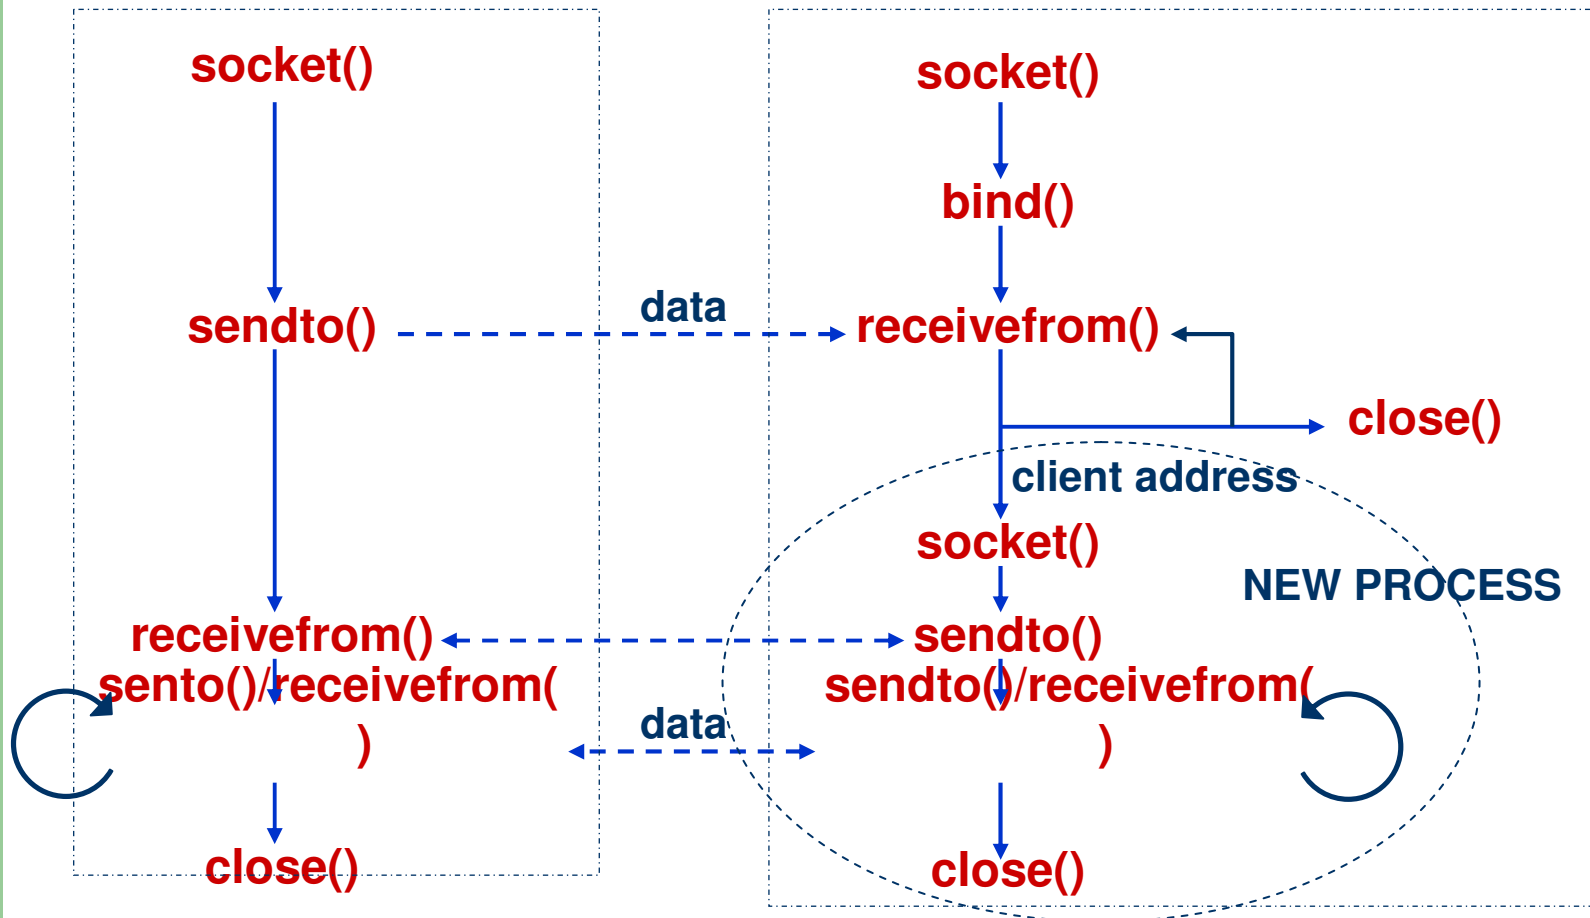 socket()
socket()
bind()
data
sendto()
receivefrom()
close()
client address
socket()
NEW PROCESS
receivefrom()
sendto()
sento()/receivefrom(
)
sendto()/receivefrom(
)
data
close()
close()